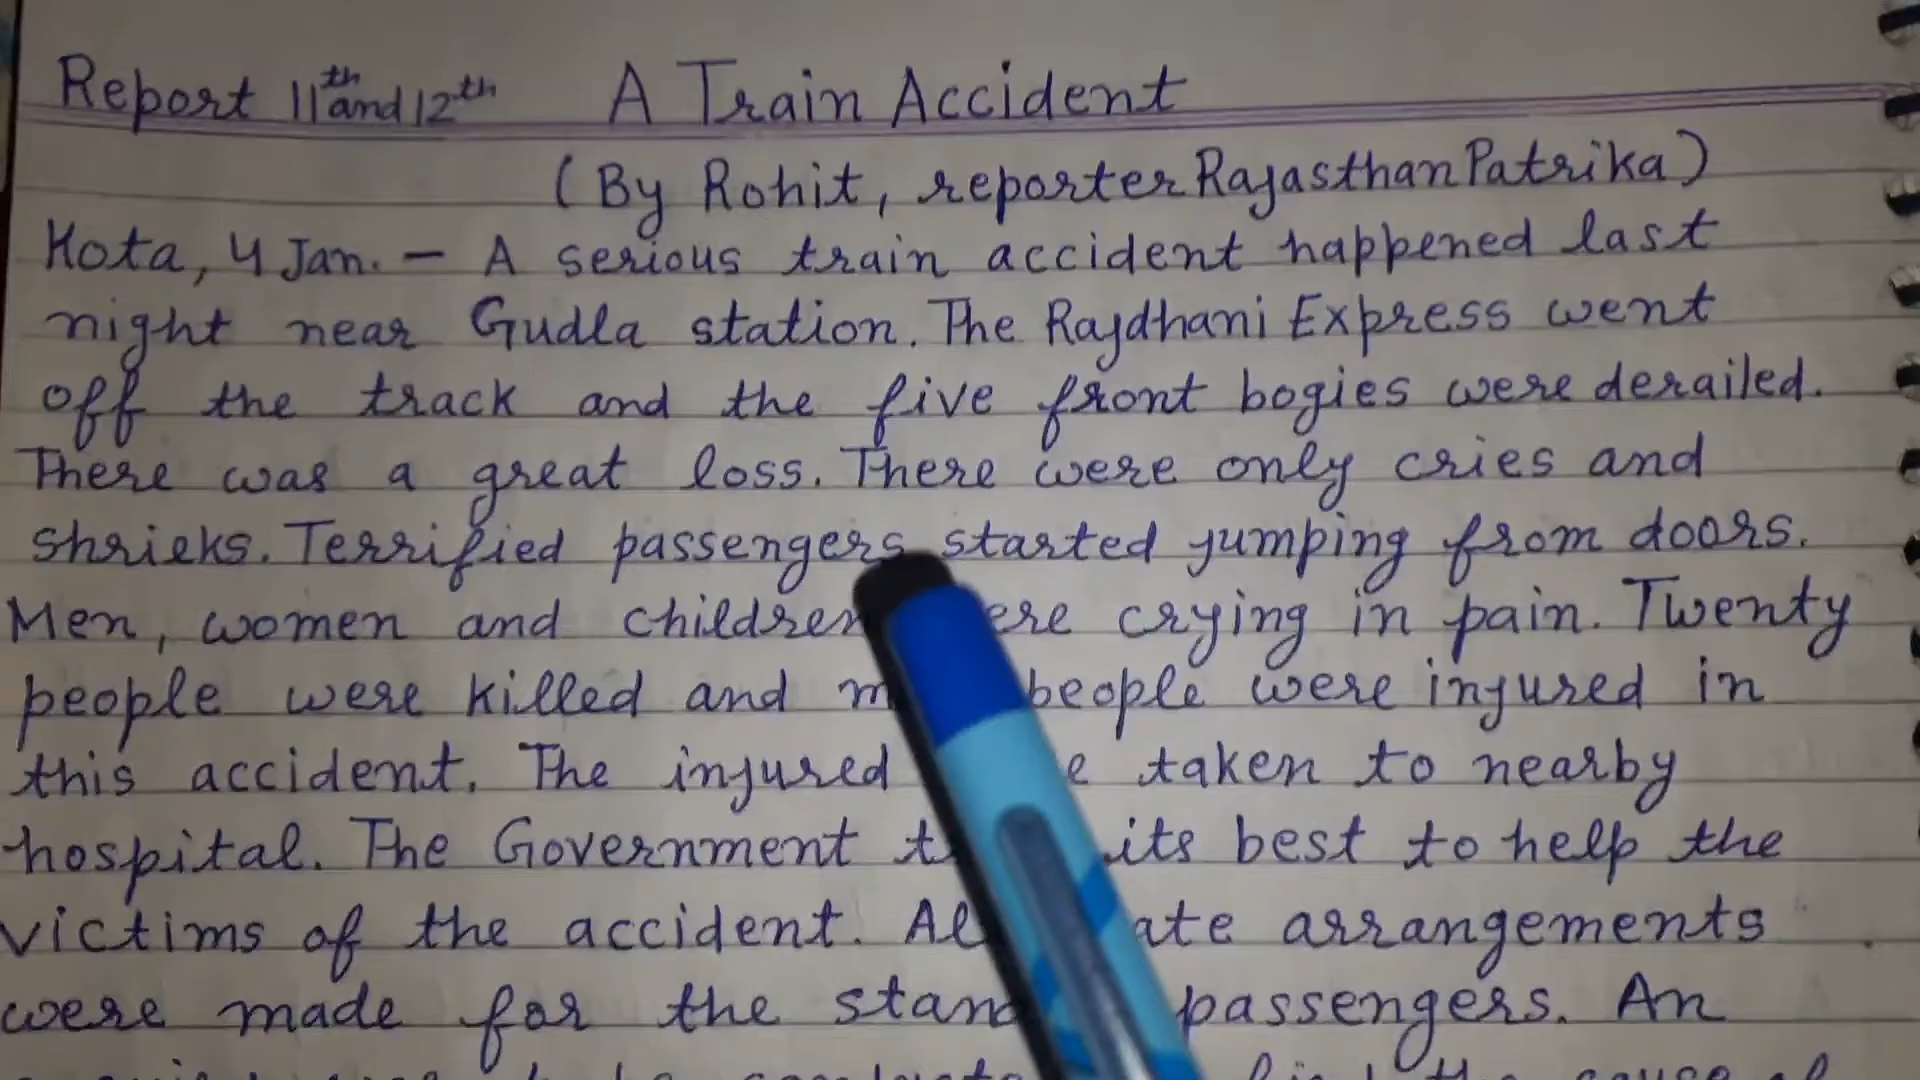 Report 11th and 12th A Train Accident
(By Rohit, reporter Rajasthan Patrika)
Kota, 4 Jan. – A serious train accident happened last
night near Gudla station. The Rajdhani Express went
off the track and the five front bogies were derailed.
There was a great loss. There were only cries and
shrieks. Terrified passengers started jumping from doors.
Men, women and children ere crying in pain. Twenty
people were killed and people were injured in
this accident. The injured taken to nearby
hospital. The Government its best to help the
victims of the accident. arrangements
were made for the passengers. An
the cause of